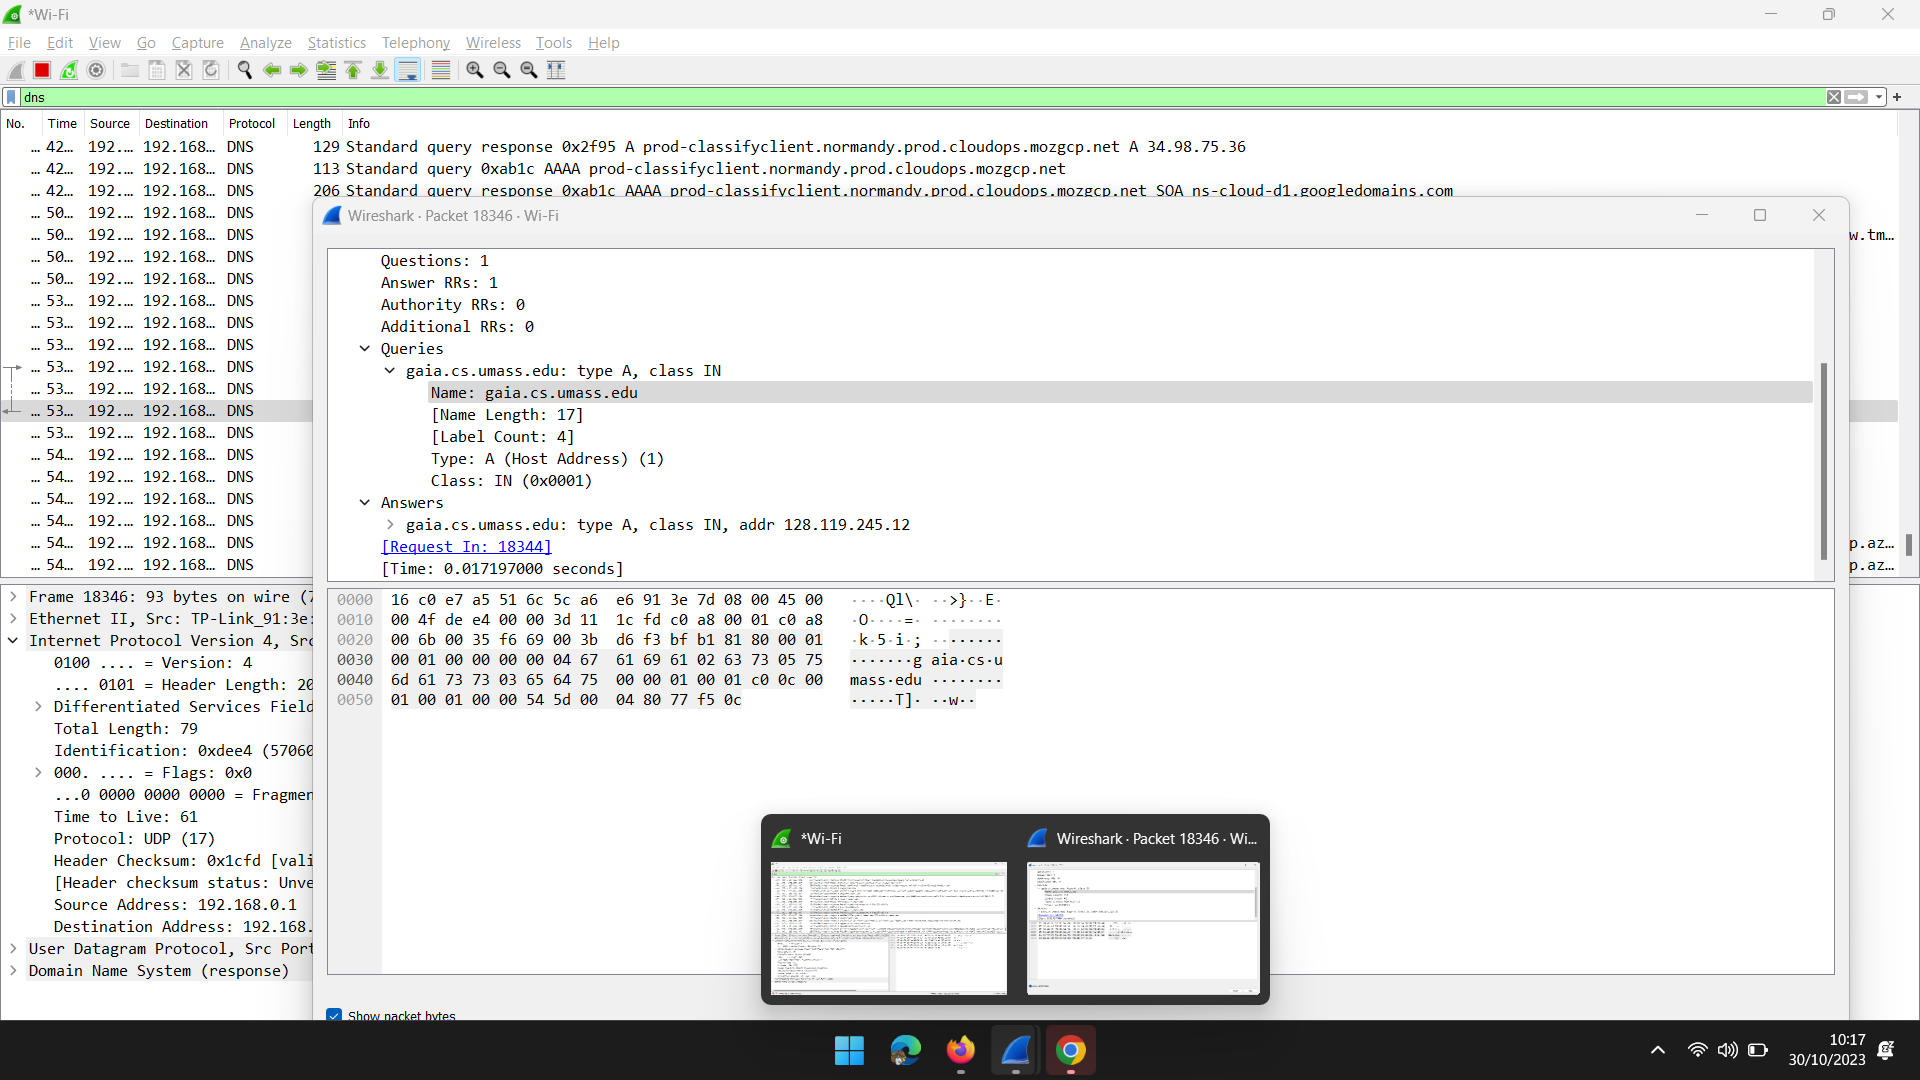 *Wi-Fi
File Edit View Go Capture Analyze Statistics Telephony Wireless Tools Help
dns
No. Time Source Destination Protocol Length Info
... 42... 192.... 192.168... DNS 129 Standard query response 0x2f95 A prod-classifyclient.normandy.prod.cloudops.mozgcp.net A 34.98.75.36
... 42... 192.... 192.168... DNS 113 Standard query 0xab1c AAAA prod-classifyclient.normandy.prod.cloudops.mozgcp.net
... 42... 192.... 192.168... DNS 206 Standard query response 0xab1c AAAA prod-classifyclient.normandy.prod.cloudops.mozgcp.net SOA ns-cloud-d1.googledomains.com
... 50... 192.... 192.168... DNS
... 50... 192.... 192.168... DNS w.tm...
... 50... 192.... 192.168... DNS
... 50... 192.... 192.168... DNS
... 53... 192.... 192.168... DNS
... 53... 192.... 192.168... DNS
... 53... 192.... 192.168... DNS
... 53... 192.... 192.168... DNS
... 53... 192.... 192.168... DNS
... 53... 192.... 192.168... DNS
... 53... 192.... 192.168... DNS
... 54... 192.... 192.168... DNS
... 54... 192.... 192.168... DNS
... 54... 192.... 192.168... DNS
... 54... 192.... 192.168... DNS
... 54... 192.... 192.168... DNS p.az...
... 54... 192.... 192.168... DNS p.az...
Frame 18346: 93 bytes on wire (7
Ethernet II, Src: TP-Link_91:3e:
Internet Protocol Version 4, Src
0100 .... = Version: 4
.... 0101 = Header Length: 20
Differentiated Services Field
Total Length: 79
Identification: 0xdee4 (57060
000. .... = Flags: 0x0
...0 0000 0000 0000 = Fragmen
Time to Live: 61
Protocol: UDP (17)
Header Checksum: 0x1cfd [vali
[Header checksum status: Unve
Source Address: 192.168.0.1
Destination Address: 192.168.
User Datagram Protocol, Src Port
Domain Name System (response)
Wireshark · Packet 18346 · Wi-Fi
Questions: 1
Answer RRs: 1
Authority RRs: 0
Additional RRs: 0
Queries
gaia.cs.umass.edu: type A, class IN
Name: gaia.cs.umass.edu
[Name Length: 17]
[Label Count: 4]
Type: A (Host Address) (1)
Class: IN (0x0001)
Answers
gaia.cs.umass.edu: type A, class IN, addr 128.119.245.12
[Request In: 18344]
[Time: 0.017197000 seconds]
0000 16 c0 e7 a5 51 6c 5c a6 e6 91 3e 7d 08 00 45 00 ····Ql\· ··>}··E·
0010 00 4f de e4 00 00 3d 11 1c fd c0 a8 00 01 c0 a8 ·O····=· ········
0020 00 6b 00 35 f6 69 00 3b d6 f3 bf b1 81 80 00 01 ·k·5·i·; ········
0030 00 01 00 00 00 00 04 67 61 69 61 02 63 73 05 75 ·······g aia·cs·u
0040 6d 61 73 73 03 65 64 75 00 00 01 00 01 c0 0c 00 mass·edu ········
0050 01 00 01 00 00 54 5d 00 04 80 77 f5 0c ·····T]· ··w··
Show packet bytes
*Wi-Fi
Wireshark · Packet 18346 · Wi...
10:17
30/10/2023